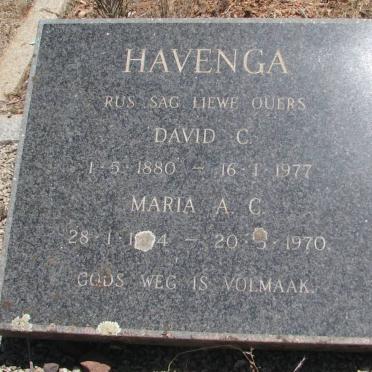 HAVENGA
RUS SAG LIEWE OUERS
DAVID C.
1-5-1880 - 16-1-1977
MARIA A. C.
28-1- - 20- -1970.
GODS WEG IS VOLMAAK.